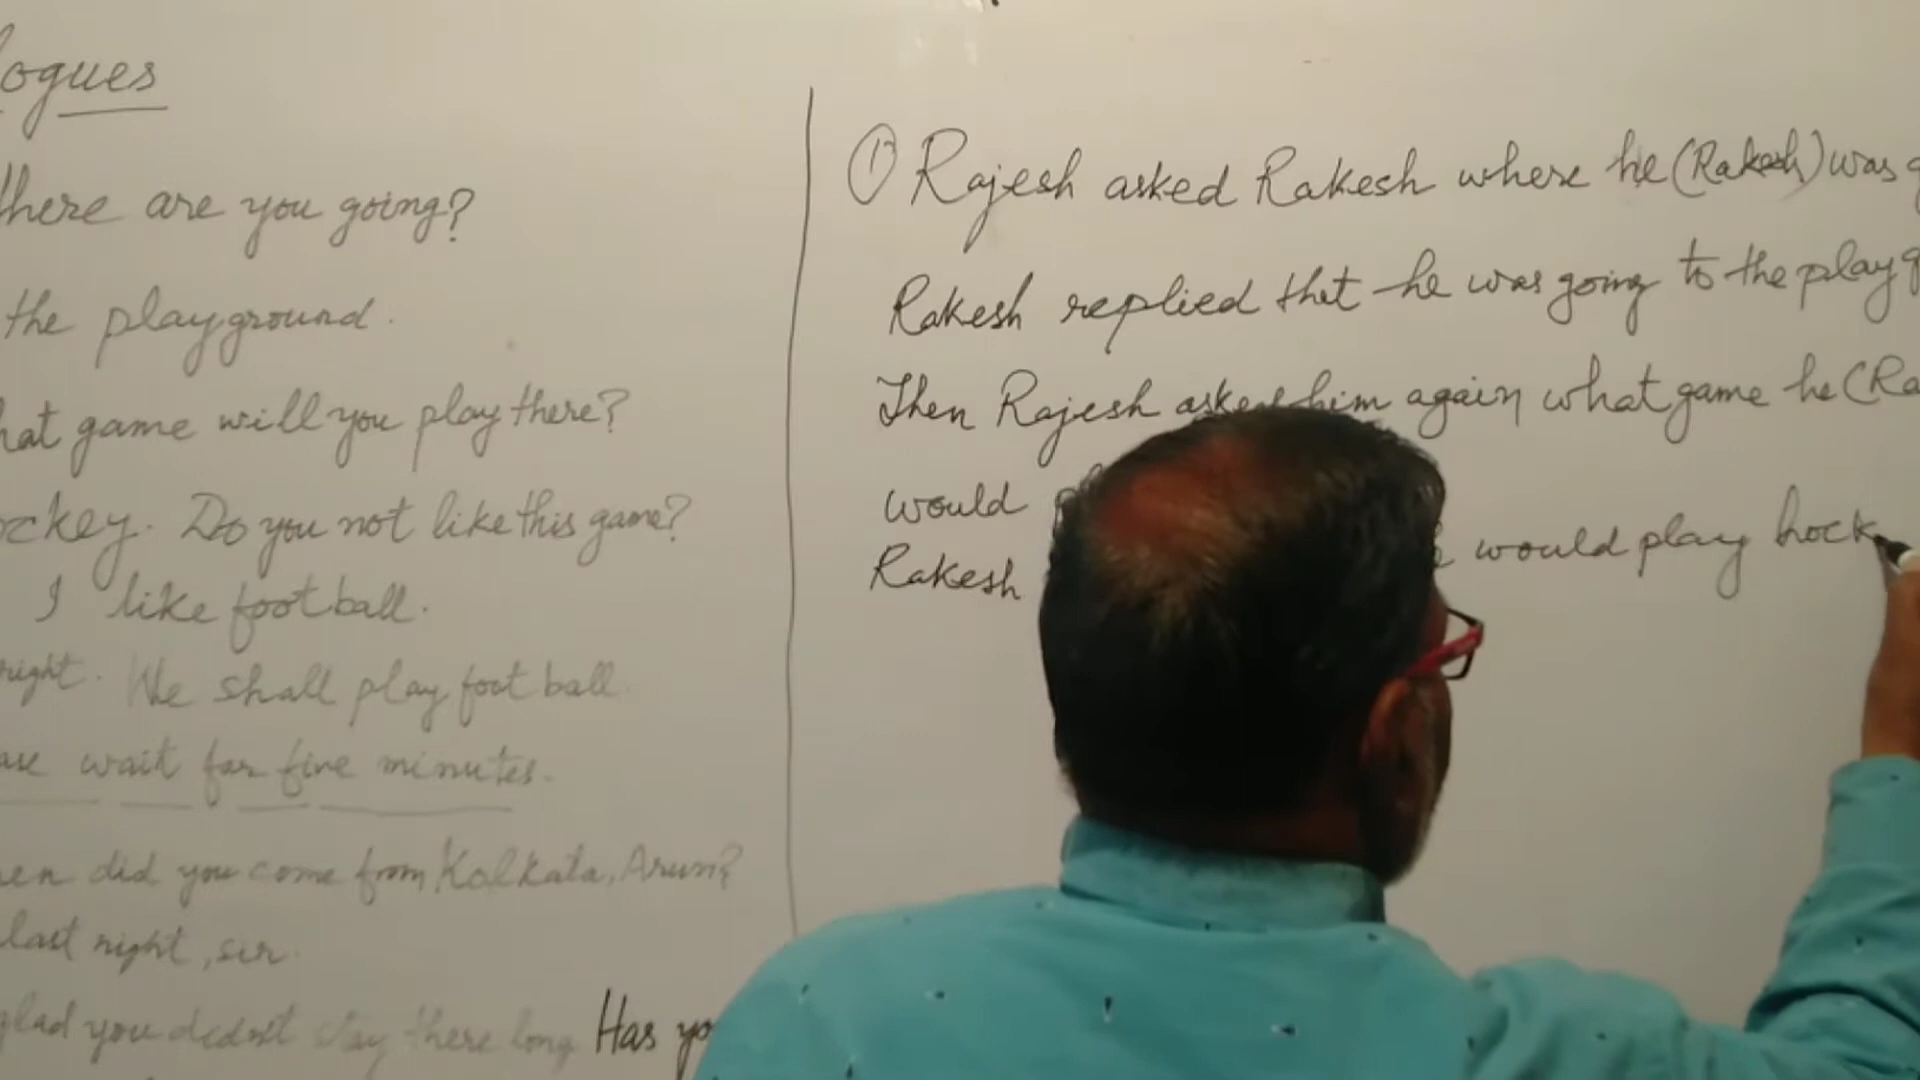 ogues
here are you going?
the playground.
hat game will you play there?
ckey. Do you not like this game?
I like football.
right. We shall play foot ball
wait for five minutes.
en did you come from Kalkata, Arun?
last night, sir.
glad you didn't stay there long Has yo
① Rajesh asked Rakesh where he (Rakesh) was g
Rakesh replied that he was going to the playg
Then Rajesh asked him again what game he (Ra
would
Rakesh would play hock